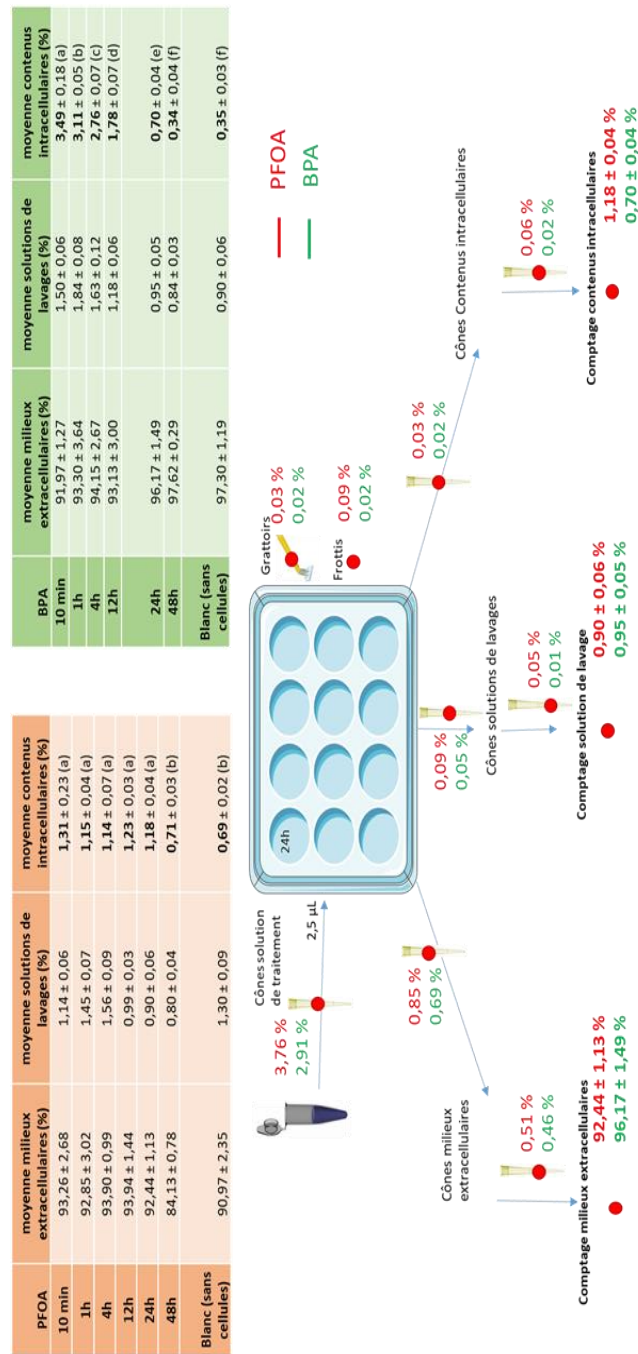 PFOA moyenne milieux extracellulaires (%) moyenne solutions de lavages (%) moyenne contenus intracellulaires (%)
10 min 93,26 ± 2,68 1,14 ± 0,06 1,31 ± 0,23 (a)
1h 92,85 ± 3,02 1,45 ± 0,07 1,15 ± 0,04 (a)
4h 93,90 ± 0,99 1,56 ± 0,09 1,14 ± 0,07 (a)
12h 93,94 ± 1,44 0,99 ± 0,03 1,23 ± 0,03 (a)
24h 92,44 ± 1,13 0,90 ± 0,06 1,18 ± 0,04 (a)
48h 84,13 ± 0,78 0,80 ± 0,04 0,71 ± 0,03 (b)
Blanc (sans cellules) 90,97 ± 2,35 1,30 ± 0,09 0,69 ± 0,02 (b)
BPA moyenne milieux extracellulaires (%) moyenne solutions de lavages (%) moyenne contenus intracellulaires (%)
10 min 91,97 ± 1,27 1,50 ± 0,06 3,49 ± 0,18 (a)
1h 93,30 ± 3,64 1,84 ± 0,08 3,11 ± 0,05 (b)
4h 94,15 ± 2,67 1,63 ± 0,12 2,76 ± 0,07 (c)
12h 93,13 ± 3,00 1,18 ± 0,06 1,78 ± 0,07 (d)
24h 96,17 ± 1,49 0,95 ± 0,05 0,70 ± 0,04 (e)
48h 97,62 ± 0,29 0,84 ± 0,03 0,34 ± 0,04 (f)
Blanc (sans cellules) 97,30 ± 1,19 0,90 ± 0,06 0,35 ± 0,03 (f)
PFOA
BPA
Cônes solution
de traitement
3,76 %
2,91 %
2,5 µL
24h
Grattoirs
0,03 %
0,02 %
Frottis
0,09 %
0,02 %
0,85 %
0,69 %
Cônes milieux
extracellulaires
0,51 %
0,46 %
Comptage milieux extracellulaires
92,44 ± 1,13 %
96,17 ± 1,49 %
0,09 %
0,05 %
Cônes solutions de lavages
0,05 %
0,01 %
Comptage solution de lavage
0,90 ± 0,06 %
0,95 ± 0,05 %
0,03 %
0,02 %
Cônes Contenus intracellulaires
0,06 %
0,02 %
Comptage contenus intracellulaires
1,18 ± 0,04 %
0,70 ± 0,04 %